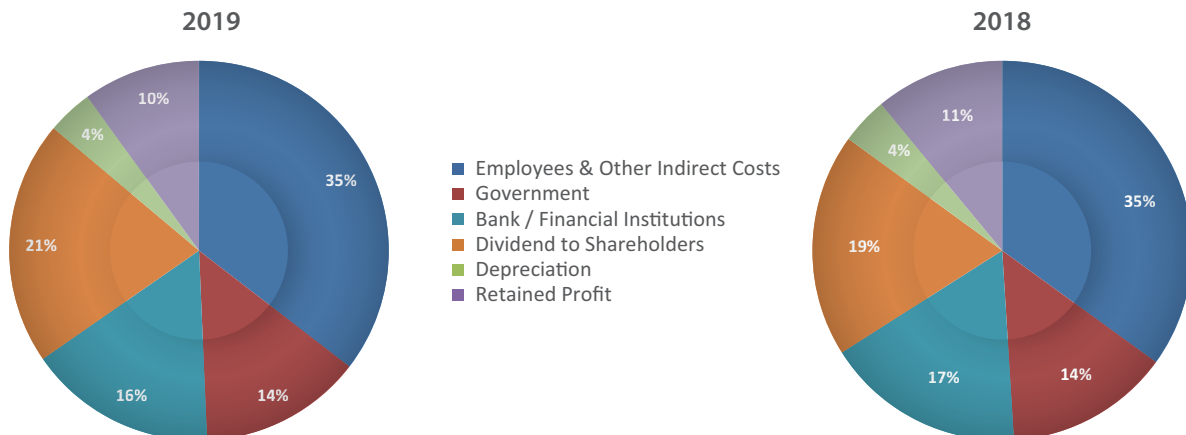 2019
10%
4%
35%
21%
16%
14%
Employees & Other Indirect Costs
Government
Bank / Financial Institutions
Dividend to Shareholders
Depreciation
Retained Profit
2018
11%
4%
35%
19%
17%
14%